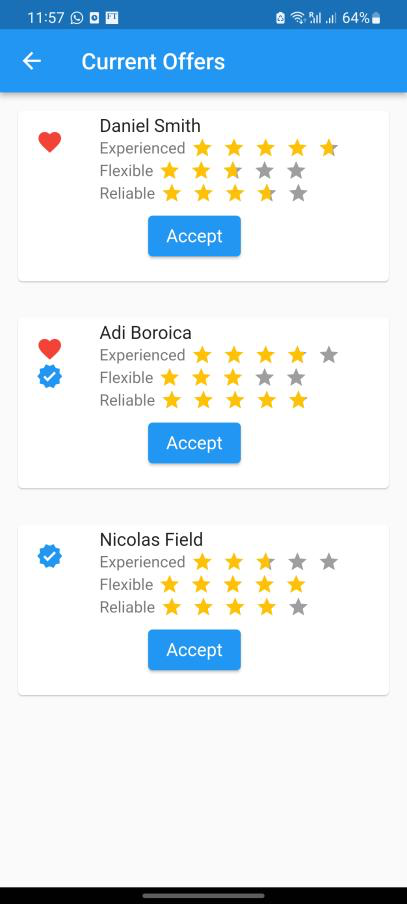 11:57 FT 64%
Current Offers
Daniel Smith
Experienced
Flexible
Reliable
Accept
Adi Boroica
Experienced
Flexible
Reliable
Accept
Nicolas Field
Experienced
Flexible
Reliable
Accept